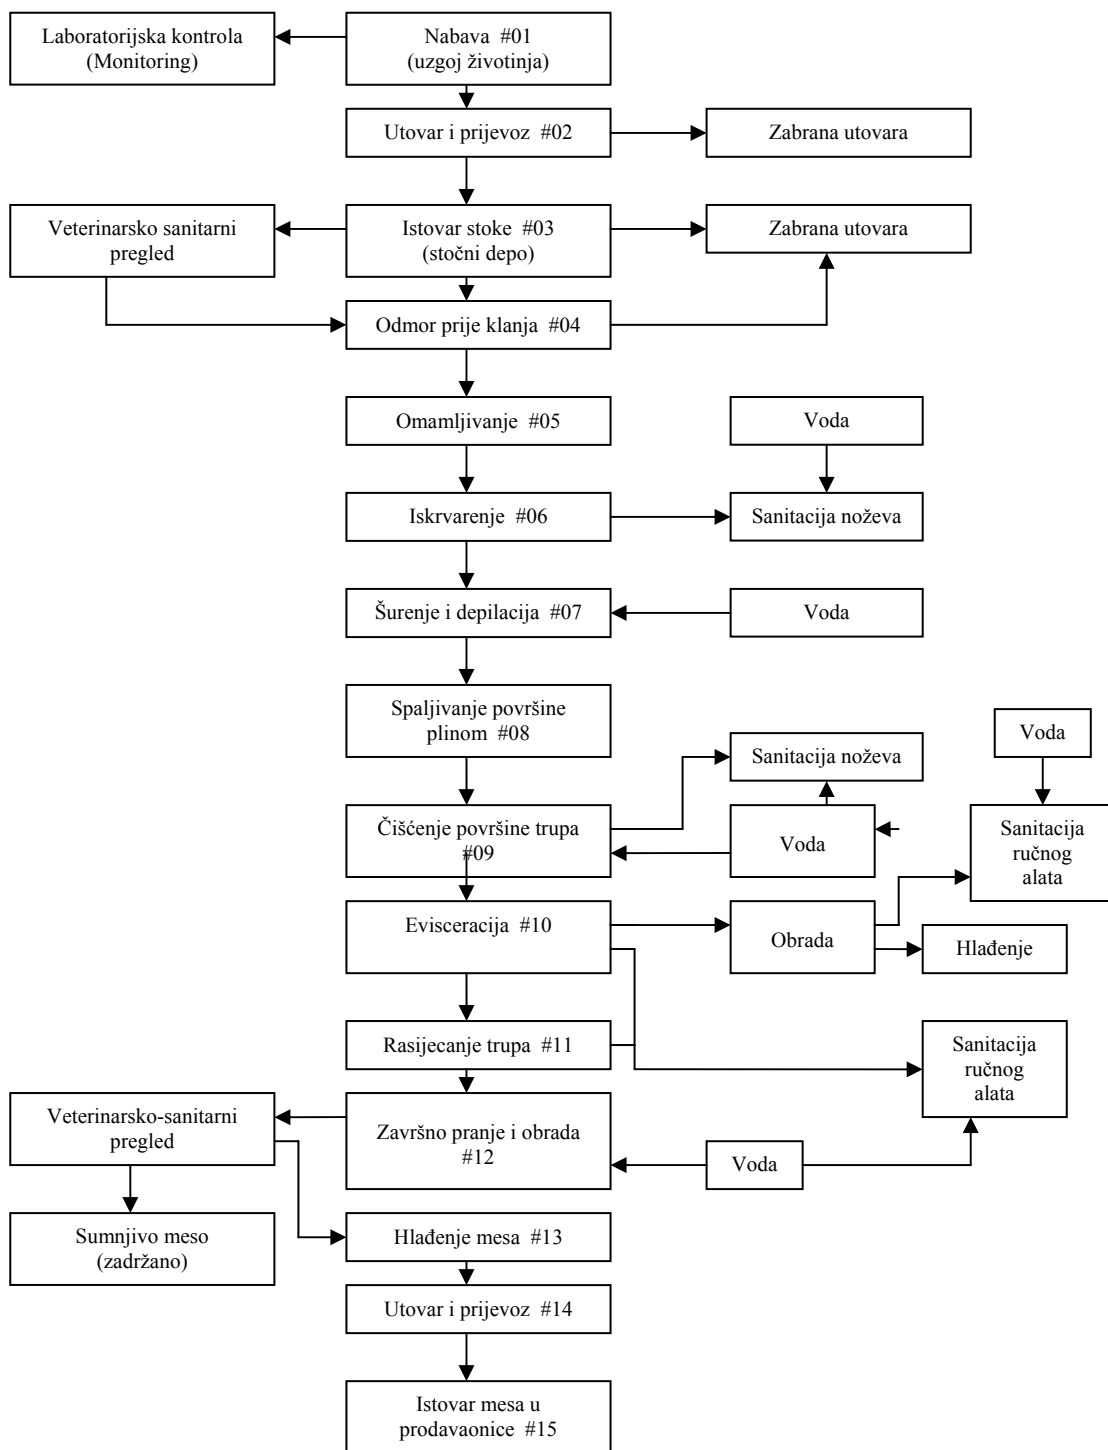 Laboratorijska kontrola
(Monitoring)
Nabava #01
(uzgoj životinja)
Utovar i prijevoz #02
Zabrana utovara
Veterinarsko sanitarni
pregled
Istovar stoke #03
(stočni depo)
Zabrana utovara
Odmor prije klanja #04
Omamljivanje #05
Voda
Iskrvarenje #06
Sanitacija noževa
Šurenje i depilacija #07
Voda
Spaljivanje površine
plinom #08
Voda
Sanitacija noževa
Čišćenje površine trupa
#09
Voda
Sanitacija
ručnog
alata
Evisceracija #10
Obrada
Hlađenje
Rasijecanje trupa #11
Sanitacija
ručnog
alata
Veterinarsko-sanitarni
pregled
Završno pranje i obrada
#12
Voda
Sumnjivo meso
(zadržano)
Hlađenje mesa #13
Utovar i prijevoz #14
Istovar mesa u
prodavaonice #15